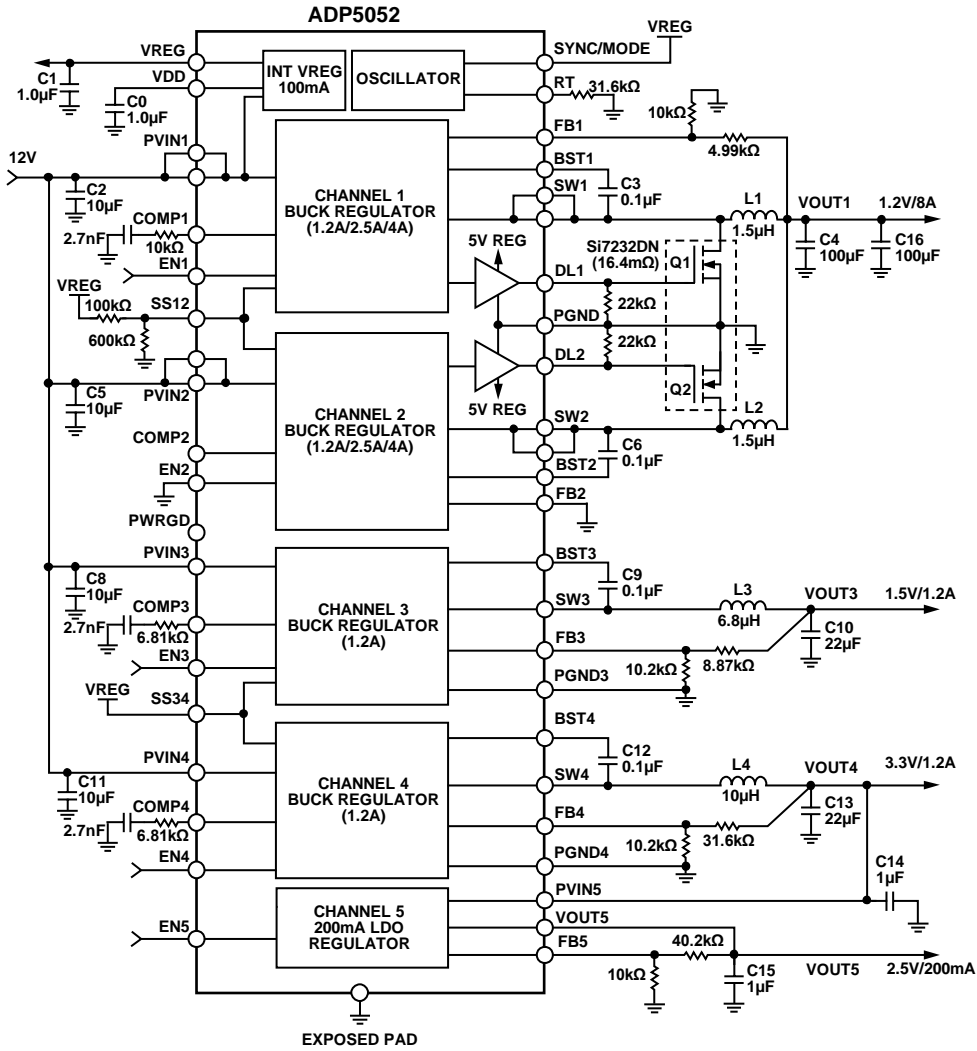 ADP5052
VREG
C1
1.0µF
VDD
C0
1.0µF
INT VREG
100mA
OSCILLATOR
SYNC/MODE
VREG
RT
31.6kΩ
10kΩ
FB1
4.99kΩ
12V
PVIN1
C2
10µF
COMP1
2.7nF
10kΩ
EN1
CHANNEL 1
BUCK REGULATOR
(1.2A/2.5A/4A)
BST1
SW1
C3
0.1µF
L1
1.5µH
VOUT1
1.2V/8A
C4
100µF
C16
100µF
5V REG
Si7232DN
(16.4mΩ)
Q1
DL1
22kΩ
PGND
22kΩ
DL2
Q2
5V REG
VREG
100kΩ
SS12
600kΩ
C5
10µF
PVIN2
COMP2
EN2
CHANNEL 2
BUCK REGULATOR
(1.2A/2.5A/4A)
SW2
C6
0.1µF
L2
1.5µH
BST2
FB2
PWRGD
PVIN3
C8
10µF
COMP3
2.7nF
6.81kΩ
EN3
VREG
SS34
CHANNEL 3
BUCK REGULATOR
(1.2A)
BST3
C9
0.1µF
SW3
L3
6.8µH
VOUT3
1.5V/1.2A
C10
22µF
FB3
10.2kΩ
8.87kΩ
PGND3
PVIN4
C11
10µF
COMP4
2.7nF
6.81kΩ
EN4
CHANNEL 4
BUCK REGULATOR
(1.2A)
BST4
C12
0.1µF
SW4
L4
10µH
VOUT4
3.3V/1.2A
C13
22µF
FB4
10.2kΩ
31.6kΩ
PGND4
PVIN5
C14
1µF
EN5
CHANNEL 5
200mA LDO
REGULATOR
VOUT5
FB5
40.2kΩ
10kΩ
C15
1µF
VOUT5
2.5V/200mA
EXPOSED PAD